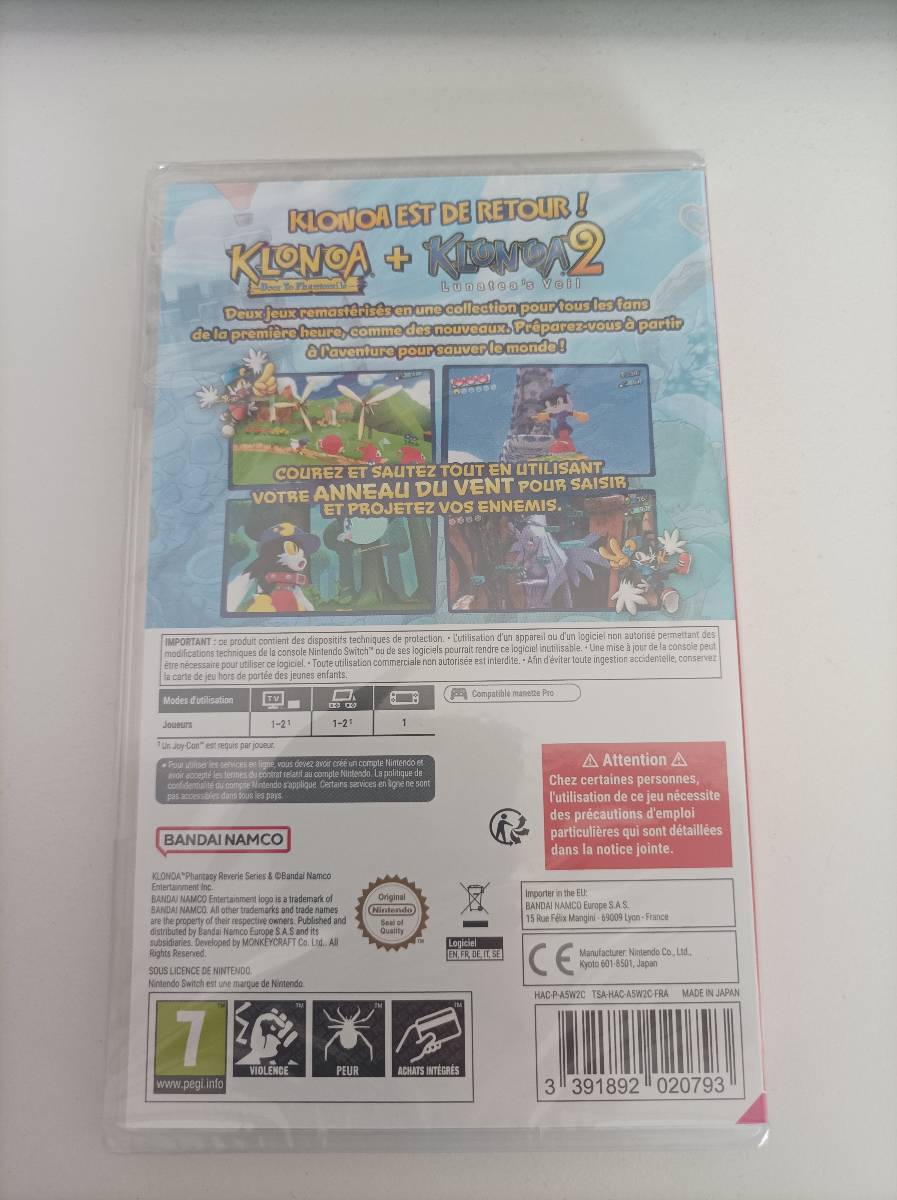 KLONOA EST DE RETOUR !
KLONOA + KLONOA 2
Door To Phantomile
Lunatea's Veil
Deux jeux remastérisés en une collection pour tous les fans
de la première heure, comme des nouveaux. Préparez-vous à partir
à l'aventure pour sauver le monde !
COUREZ ET SAUTEZ TOUT EN UTILISANT
VOTRE ANNEAU DU VENT POUR SAISIR
ET PROJETEZ VOS ENNEMIS.
IMPORTANT : ce produit contient des dispositifs techniques de protection. • L'utilisation d'un appareil ou d'un logiciel non autorisé permettant des
modifications techniques de la console Nintendo Switch™ ou de ses logiciels pourrait rendre ce logiciel inutilisable. • Une mise à jour de la console peut
être nécessaire pour utiliser ce logiciel. • Toute utilisation commerciale non autorisée est interdite. • Afin d'éviter toute ingestion accidentelle, conservez
la carte de jeu hors de portée des jeunes enfants.
Modes d'utilisation TV
Compatible manette Pro
Joueurs 1-2¹ 1-2¹ 1
¹ Un Joy-Con™ est requis par joueur.
• Pour utiliser les services en ligne, vous devez avoir créé un compte Nintendo et
avoir accepté les termes du contrat relatif au compte Nintendo. La politique de
confidentialité du compte Nintendo s'applique. Certains services en ligne ne sont
pas accessibles dans tous les pays.
⚠ Attention ⚠
Chez certaines personnes,
l'utilisation de ce jeu nécessite
des précautions d'emploi
particulières qui sont détaillées
dans la notice jointe.
BANDAI NAMCO
KLONOA™Phantasy Reverie Series & ©Bandai Namco
Entertainment Inc.
BANDAI NAMCO Entertainment logo is a trademark of
BANDAI NAMCO. All other trademarks and trade names
are the property of their respective owners. Published and
distributed by Bandai Namco Europe S.A.S and its
subsidiaries. Developed by MONKEYCRAFT Co. Ltd.. All
Rights Reserved.
SOUS LICENCE DE NINTENDO.
Nintendo Switch est une marque de Nintendo.
Original
Nintendo
Seal of
Quality
TM
Logiciel
EN, FR, DE, IT, SE
Importer in the EU:
BANDAI NAMCO Europe S.A.S.
15 Rue Félix Mangini - 69009 Lyon - France
CE
Manufacturer: Nintendo Co., Ltd.,
Kyoto 601-8501, Japan
HAC-P-A5W2C TSA-HAC-A5W2C-FRA MADE IN JAPAN
7
www.pegi.info
VIOLENCE
PEUR
ACHATS INTÉGRÉS
3 391892 020793